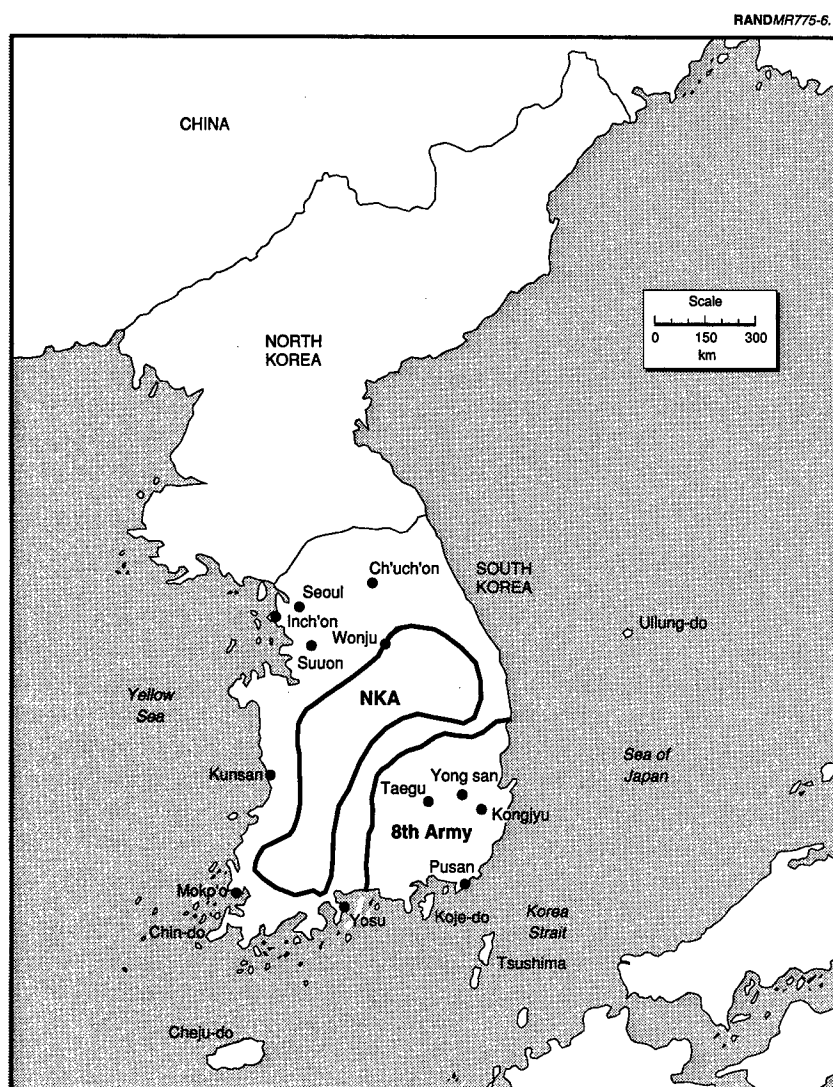 RANDMR775-6.
CHINA
NORTH
KOREA
Scale
0 150 300
km
Ch'uch'on
SOUTH
KOREA
Seoul
Inch'on
Ullung-do
Wonju
Suuon
Yellow
Sea
NKA
Sea of
Japan
Kunsan
Yong san
Taegu
Kongjyu
8th Army
Pusan
Mokp'o
Chin-do
Yosu
Koje-do
Korea
Strait
Tsushima
Cheju-do